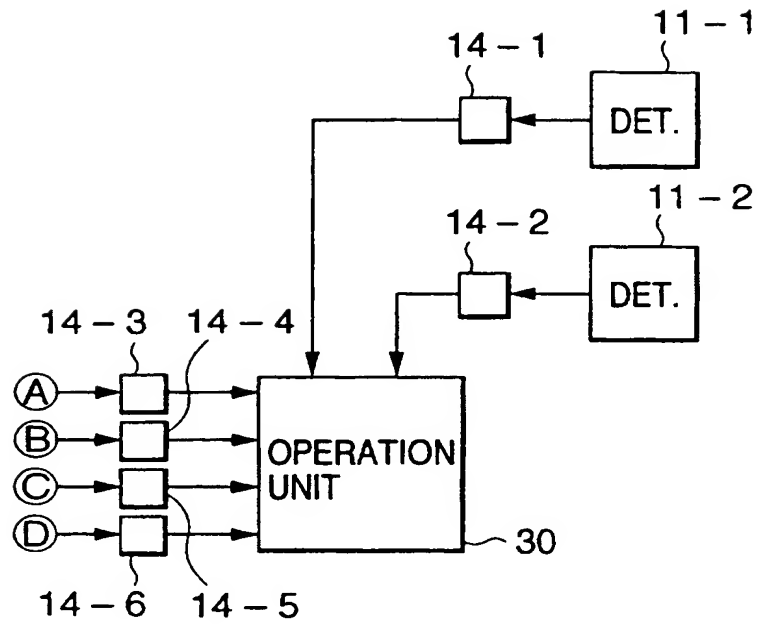 14-1
11-1
DET.
14-2
11-2
DET.
14-3
14-4
A
B
C
D
OPERATION
UNIT
30
14-6
14-5